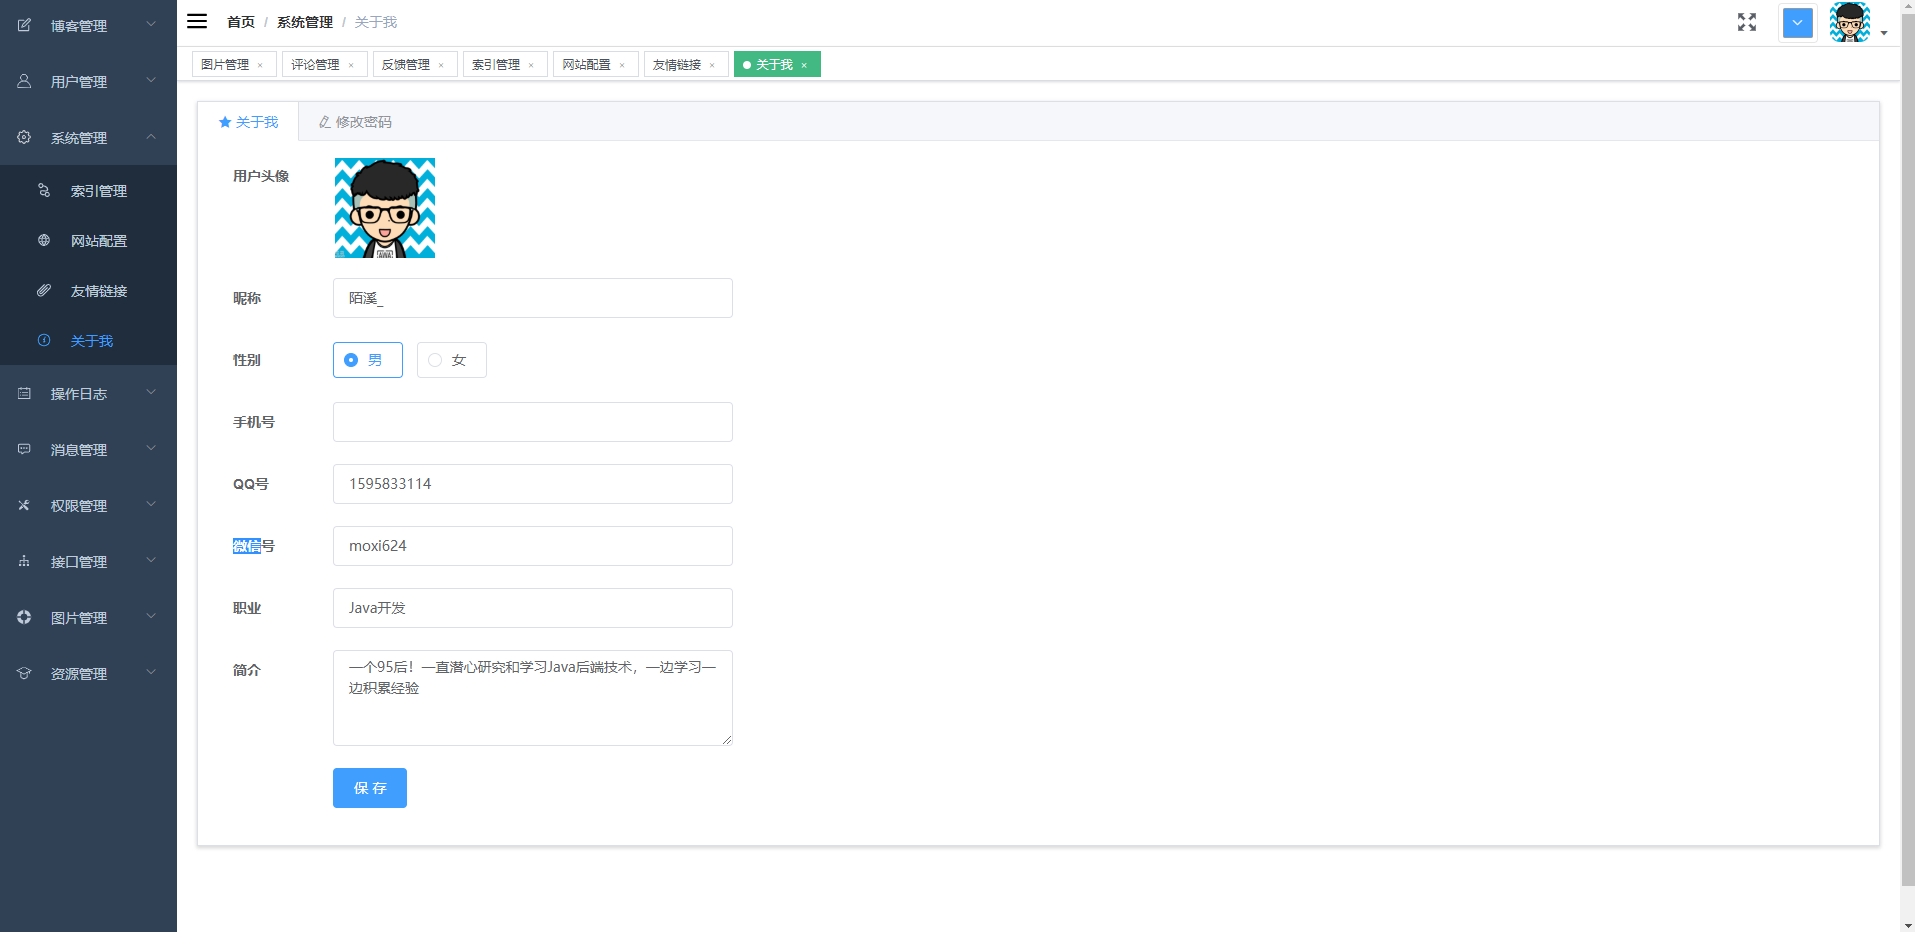 博客管理
用户管理
系统管理
索引管理
网站配置
友情链接
关于我
操作日志
消息管理
权限管理
接口管理
图片管理
资源管理
首页 / 系统管理 / 关于我
图片管理 × 评论管理 × 反馈管理 × 索引管理 × 网站配置 × 友情链接 × 关于我 ×
关于我 修改密码
用户头像
AWA
昵称 陌溪_
性别 男 女
手机号
QQ号 1595833114
微信号 moxi624
职业 Java开发
简介 一个95后！一直潜心研究和学习Java后端技术，一边学习一
边积累经验
保 存